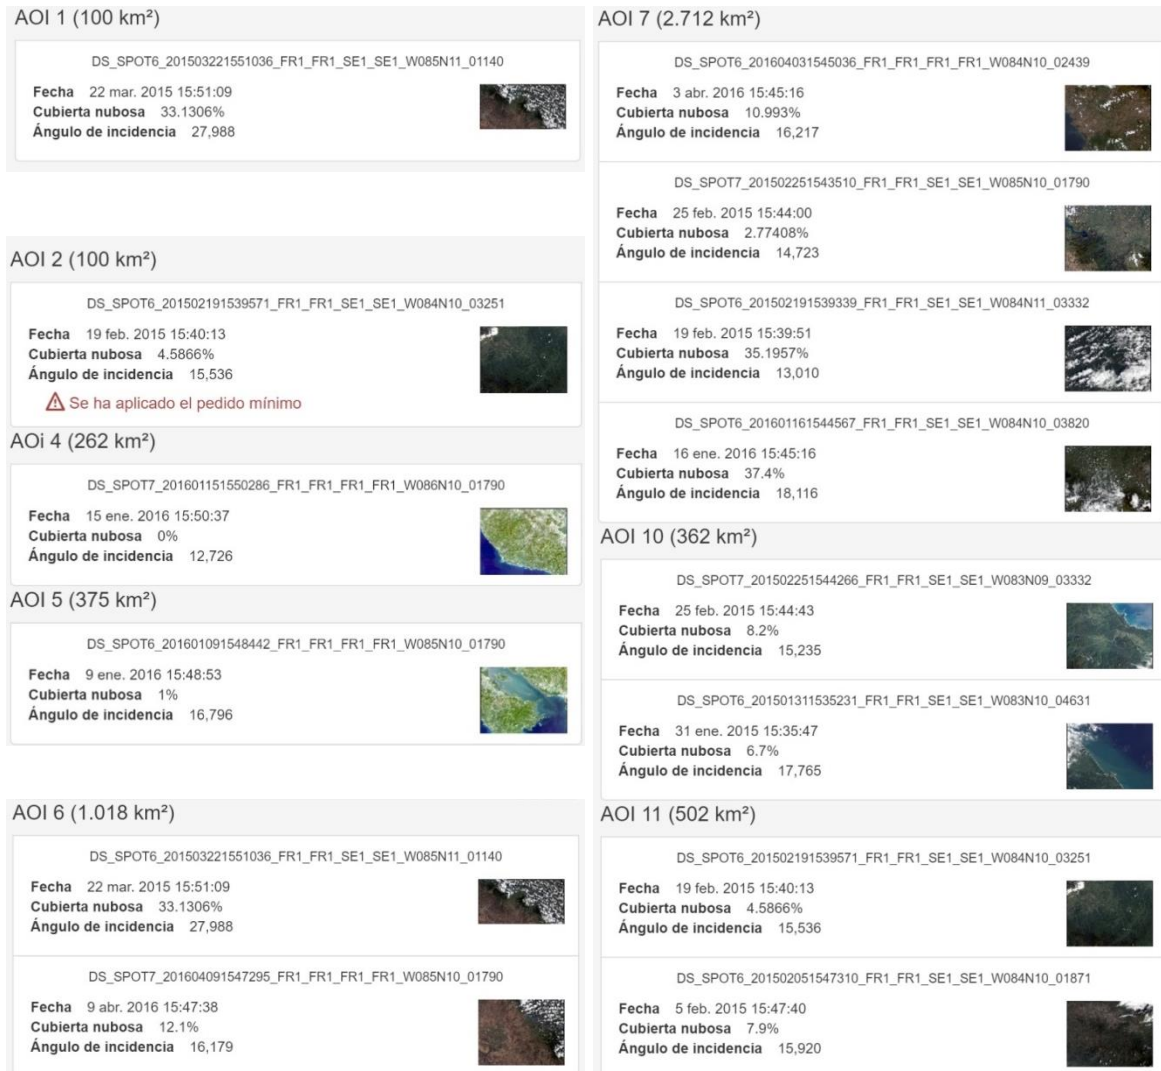 AOI 1 (100 km²)
DS_SPOT6_201503221551036_FR1_FR1_SE1_SE1_W085N11_01140
Fecha 22 mar. 2015 15:51:09
Cubierta nubosa 33.1306%
Ángulo de incidencia 27,988
AOI 2 (100 km²)
DS_SPOT6_201502191539571_FR1_FR1_SE1_SE1_W084N10_03251
Fecha 19 feb. 2015 15:40:13
Cubierta nubosa 4.5866%
Ángulo de incidencia 15,536
Se ha aplicado el pedido mínimo
AOi 4 (262 km²)
DS_SPOT7_201601151550286_FR1_FR1_FR1_FR1_W086N10_01790
Fecha 15 ene. 2016 15:50:37
Cubierta nubosa 0%
Ángulo de incidencia 12,726
AOI 5 (375 km²)
DS_SPOT6_201601091548442_FR1_FR1_FR1_FR1_W085N10_01790
Fecha 9 ene. 2016 15:48:53
Cubierta nubosa 1%
Ángulo de incidencia 16,796
AOI 6 (1.018 km²)
DS_SPOT6_201503221551036_FR1_FR1_SE1_SE1_W085N11_01140
Fecha 22 mar. 2015 15:51:09
Cubierta nubosa 33.1306%
Ángulo de incidencia 27,988
DS_SPOT7_201604091547295_FR1_FR1_FR1_FR1_W085N10_01790
Fecha 9 abr. 2016 15:47:38
Cubierta nubosa 12.1%
Ángulo de incidencia 16,179
AOI 7 (2.712 km²)
DS_SPOT6_201604031545036_FR1_FR1_FR1_FR1_W084N10_02439
Fecha 3 abr. 2016 15:45:16
Cubierta nubosa 10.993%
Ángulo de incidencia 16,217
DS_SPOT7_201502251543510_FR1_FR1_SE1_SE1_W085N10_01790
Fecha 25 feb. 2015 15:44:00
Cubierta nubosa 2.77408%
Ángulo de incidencia 14,723
DS_SPOT6_201502191539339_FR1_FR1_SE1_SE1_W084N11_03332
Fecha 19 feb. 2015 15:39:51
Cubierta nubosa 35.1957%
Ángulo de incidencia 13,010
DS_SPOT6_201601161544567_FR1_FR1_SE1_SE1_W084N10_03820
Fecha 16 ene. 2016 15:45:16
Cubierta nubosa 37.4%
Ángulo de incidencia 18,116
AOI 10 (362 km²)
DS_SPOT7_201502251544266_FR1_FR1_SE1_SE1_W083N09_03332
Fecha 25 feb. 2015 15:44:43
Cubierta nubosa 8.2%
Ángulo de incidencia 15,235
DS_SPOT6_201501311535231_FR1_FR1_SE1_SE1_W083N10_04631
Fecha 31 ene. 2015 15:35:47
Cubierta nubosa 6.7%
Ángulo de incidencia 17,765
AOI 11 (502 km²)
DS_SPOT6_201502191539571_FR1_FR1_SE1_SE1_W084N10_03251
Fecha 19 feb. 2015 15:40:13
Cubierta nubosa 4.5866%
Ángulo de incidencia 15,536
DS_SPOT6_201502051547310_FR1_FR1_SE1_SE1_W084N10_01871
Fecha 5 feb. 2015 15:47:40
Cubierta nubosa 7.9%
Ángulo de incidencia 15,920